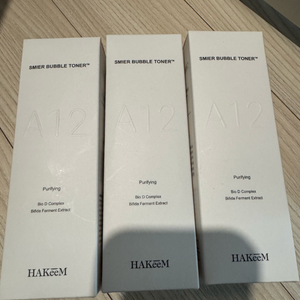 SMIER BUBBLE TONER™
A12
Purifying
Bio D Complex
Bifida Ferment Extract
HAKeeM
SMIER BUBBLE TONER™
A12
Purifying
Bio D Complex
Bifida Ferment Extract
HAKeeM
SMIER BUBBLE TONER™
A12
Purifying
Bio D Complex
Bifida Ferment Extract
HAKeeM